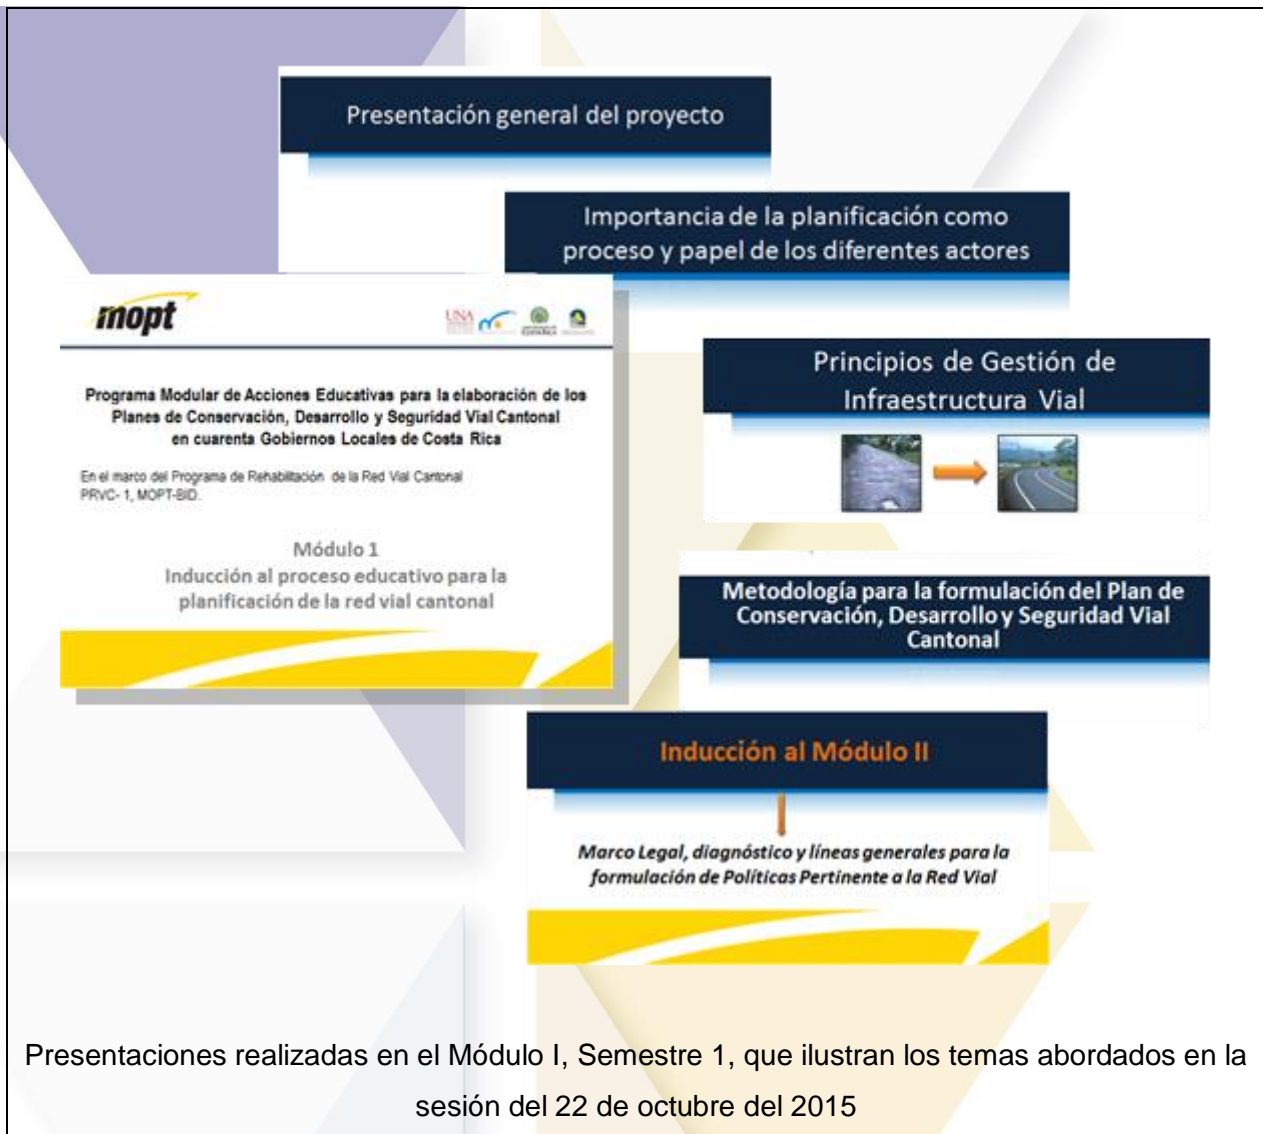 Presentación general del proyecto
Importancia de la planificación como
proceso y papel de los diferentes actores
mopt
UNA
Programa Modular de Acciones Educativas para la elaboración de los
Planes de Conservación, Desarrollo y Seguridad Vial Cantonal
en cuarenta Gobiernos Locales de Costa Rica
En el marco del Programa de Rehabilitación de la Red Vial Cantonal
PRVC- 1, MOPT-BID.
Módulo 1
Inducción al proceso educativo para la
planificación de la red vial cantonal
Principios de Gestión de
Infraestructura Vial
Metodología para la formulación del Plan de
Conservación, Desarrollo y Seguridad Vial
Cantonal
Inducción al Módulo II
Marco Legal, diagnóstico y líneas generales para la
formulación de Políticas Pertinente a la Red Vial
Presentaciones realizadas en el Módulo I, Semestre 1, que ilustran los temas abordados en la
sesión del 22 de octubre del 2015